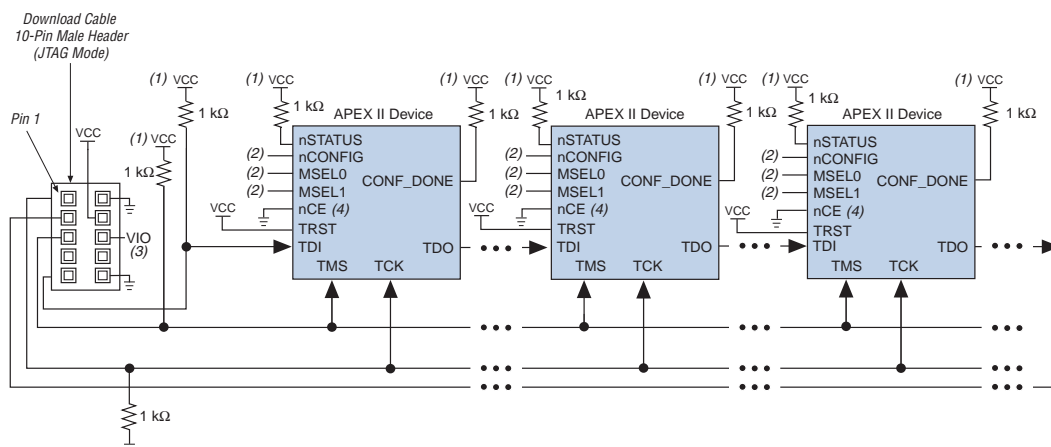 Download Cable
10-Pin Male Header
(JTAG Mode)
Pin 1
VCC
(1) VCC
1 kΩ
(1) VCC
1 kΩ
VIO
(3)
1 kΩ
(1) VCC
1 kΩ
(1) VCC
1 kΩ
APEX II Device
nSTATUS
(2) nCONFIG
(2) MSEL0
(2) MSEL1
CONF_DONE
nCE (4)
VCC
TRST
TDI
TDO
TMS TCK
(1) VCC
1 kΩ
(1) VCC
1 kΩ
APEX II Device
nSTATUS
(2) nCONFIG
(2) MSEL0
(2) MSEL1
CONF_DONE
nCE (4)
VCC
TRST
TDI
TDO
TMS TCK
(1) VCC
1 kΩ
(1) VCC
1 kΩ
APEX II Device
nSTATUS
(2) nCONFIG
(2) MSEL0
(2) MSEL1
CONF_DONE
nCE (4)
VCC
TRST
TDI
TDO
TMS TCK